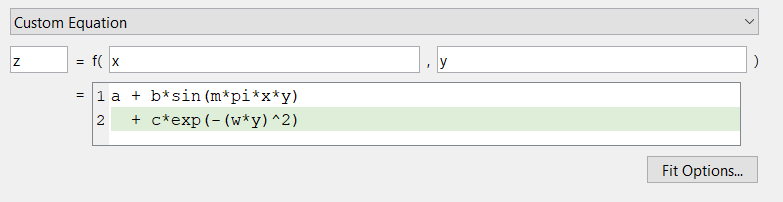 Custom Equation
z = f( x , y )
= 1 a + b*sin(m*pi*x*y)
2 + c*exp(-(w*y)^2)
Fit Options...